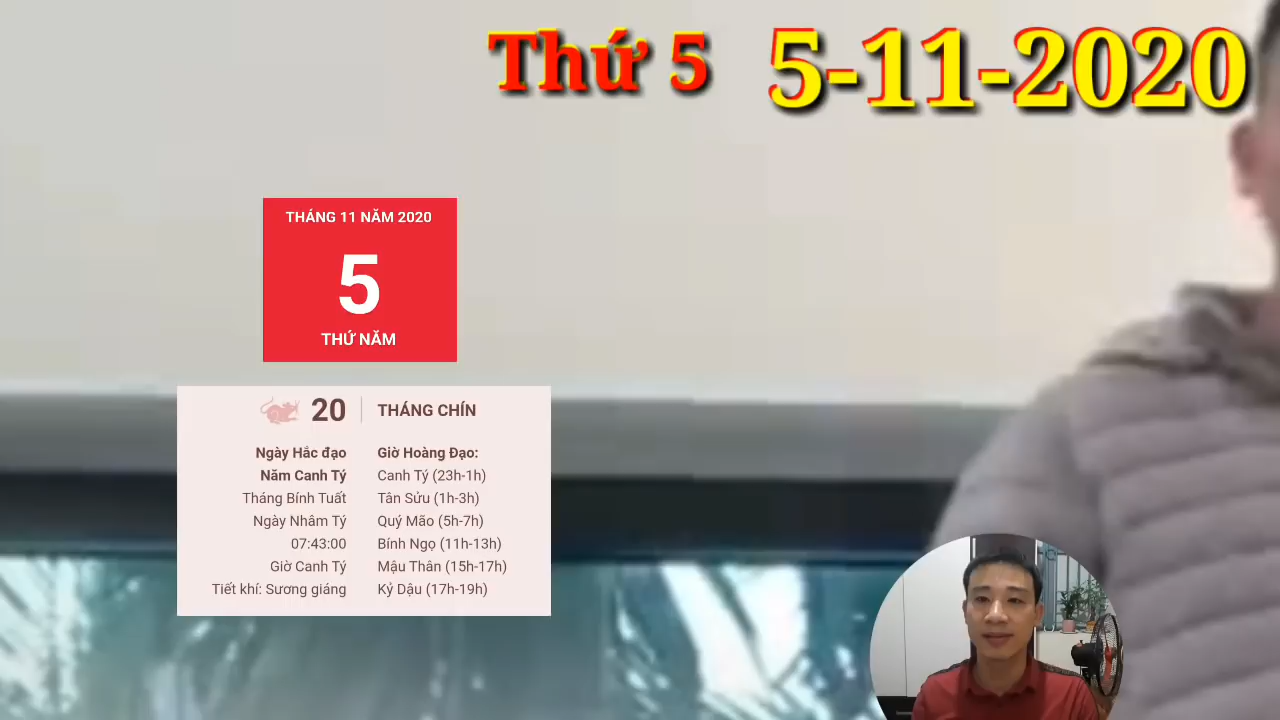 Thứ 5 5-11-2020
THÁNG 11 NĂM 2020
5
THỨ NĂM
20 THÁNG CHÍN
Ngày Hắc đạo Giờ Hoàng Đạo:
Năm Canh Tý Canh Tý (23h-1h)
Tháng Bính Tuất Tân Sửu (1h-3h)
Ngày Nhâm Tý Quý Mão (5h-7h)
07:43:00 Bính Ngọ (11h-13h)
Giờ Canh Tý Mậu Thân (15h-17h)
Tiết khí: Sương giáng Kỷ Dậu (17h-19h)